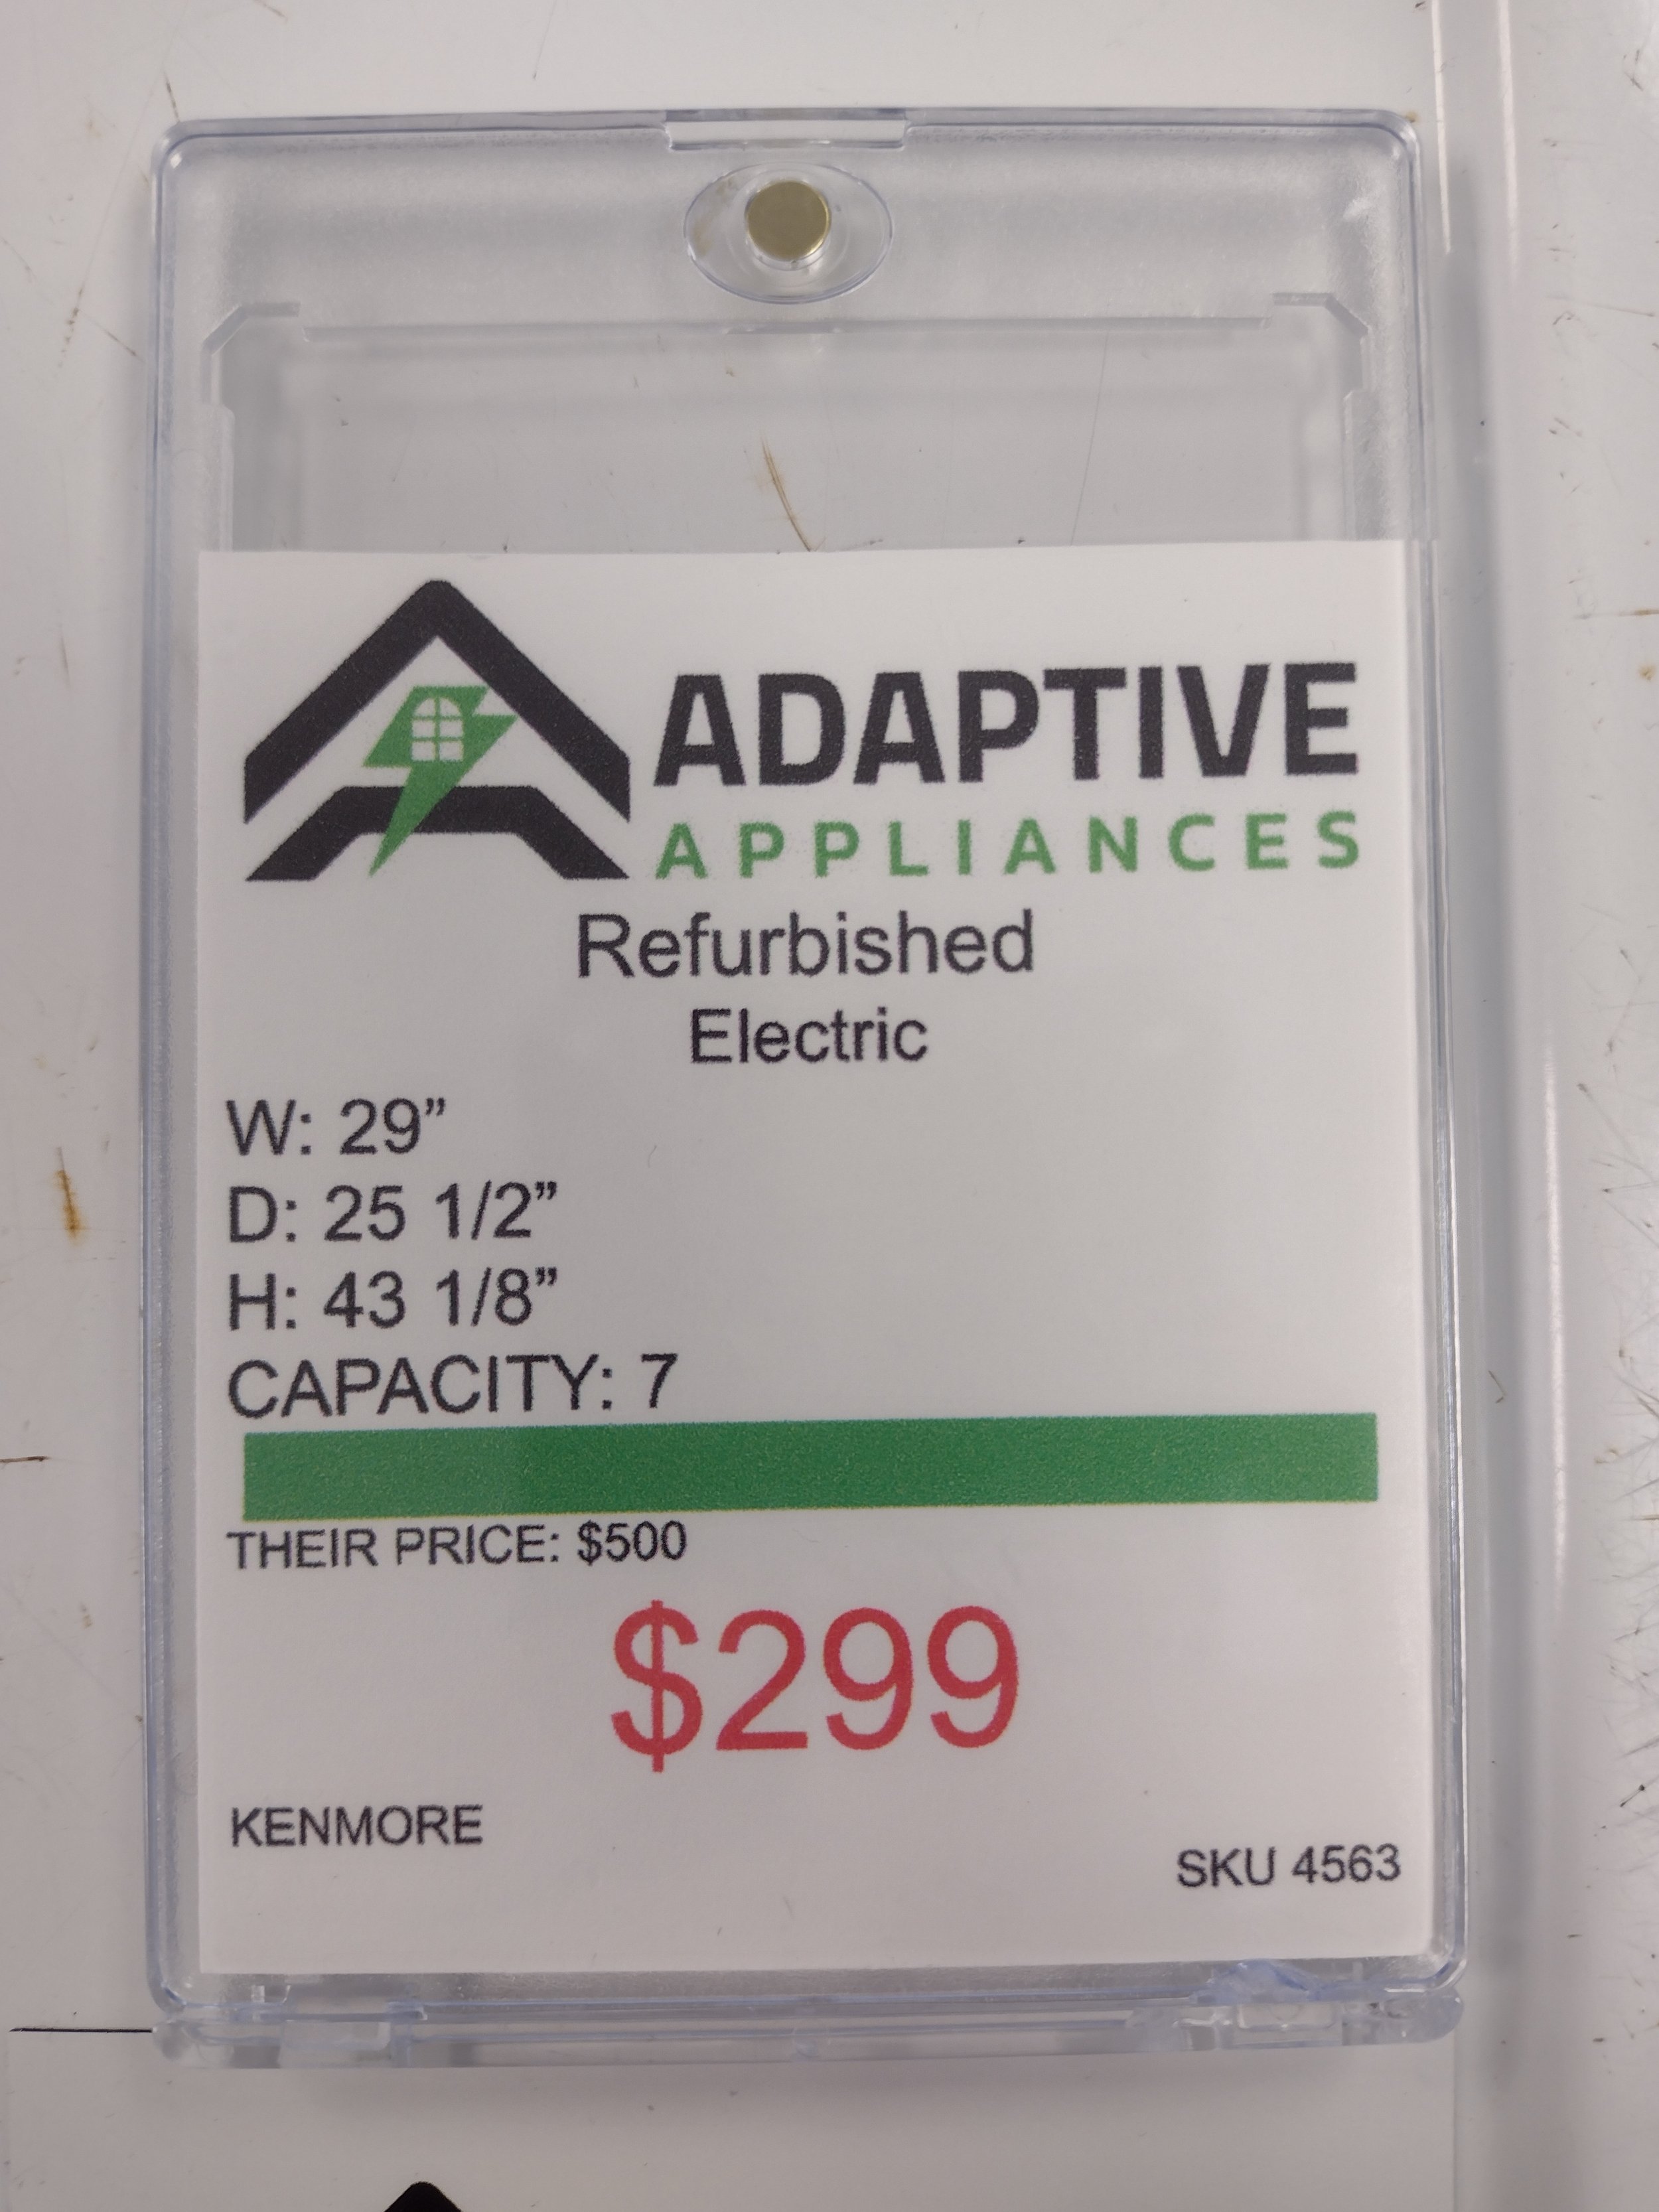 ADAPTIVE
APPLIANCES
Refurbished
Electric
W: 29”
D: 25 1/2”
H: 43 1/8”
CAPACITY: 7
THEIR PRICE: $500
$299
KENMORE
SKU 4563